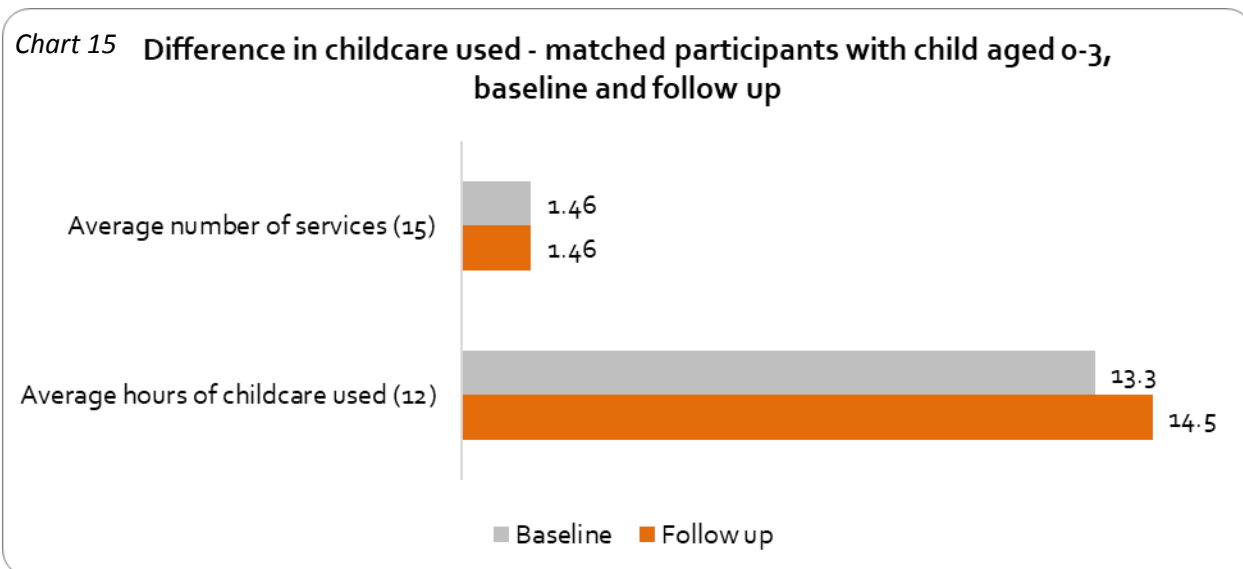 Chart 15
Difference in childcare used - matched participants with child aged 0-3,
baseline and follow up
Average number of services (15)
1.46
1.46
Average hours of childcare used (12)
13.3
14.5
Baseline
Follow up